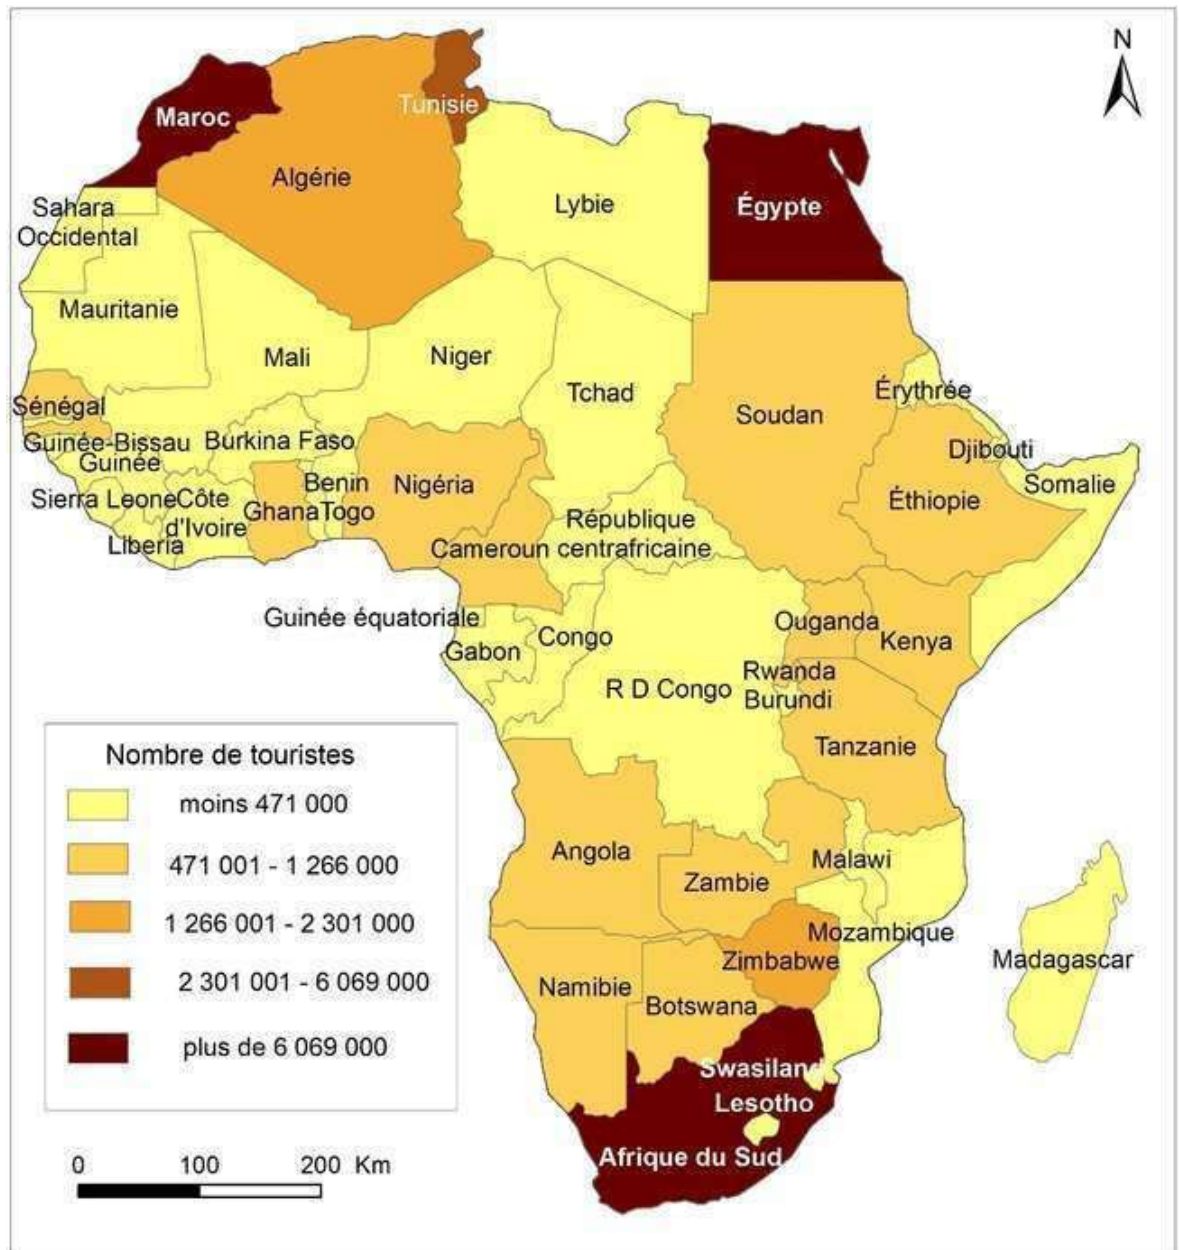 N
Maroc
Tunisie
Algérie
Lybie
Égypte
Sahara
Occidental
Mauritanie
Mali
Niger
Tchad
Soudan
Érythrée
Sénégal
Guinée-Bissau
Guinée
Burkina Faso
Djibouti
Somalie
Sierra Leone
Côte
d'Ivoire
Liberia
Ghana
Benin
Togo
Nigéria
Éthiopie
Cameroun
République
centrafricaine
Guinée équatoriale
Gabon
Congo
Ouganda
Kenya
R D Congo
Rwanda
Burundi
Tanzanie
Nombre de touristes
moins 471 000
471 001 - 1 266 000
1 266 001 - 2 301 000
2 301 001 - 6 069 000
plus de 6 069 000
Angola
Zambie
Malawi
Mozambique
Zimbabwe
Madagascar
Namibie
Botswana
Swasiland
Lesotho
Afrique du Sud
0 100 200 Km